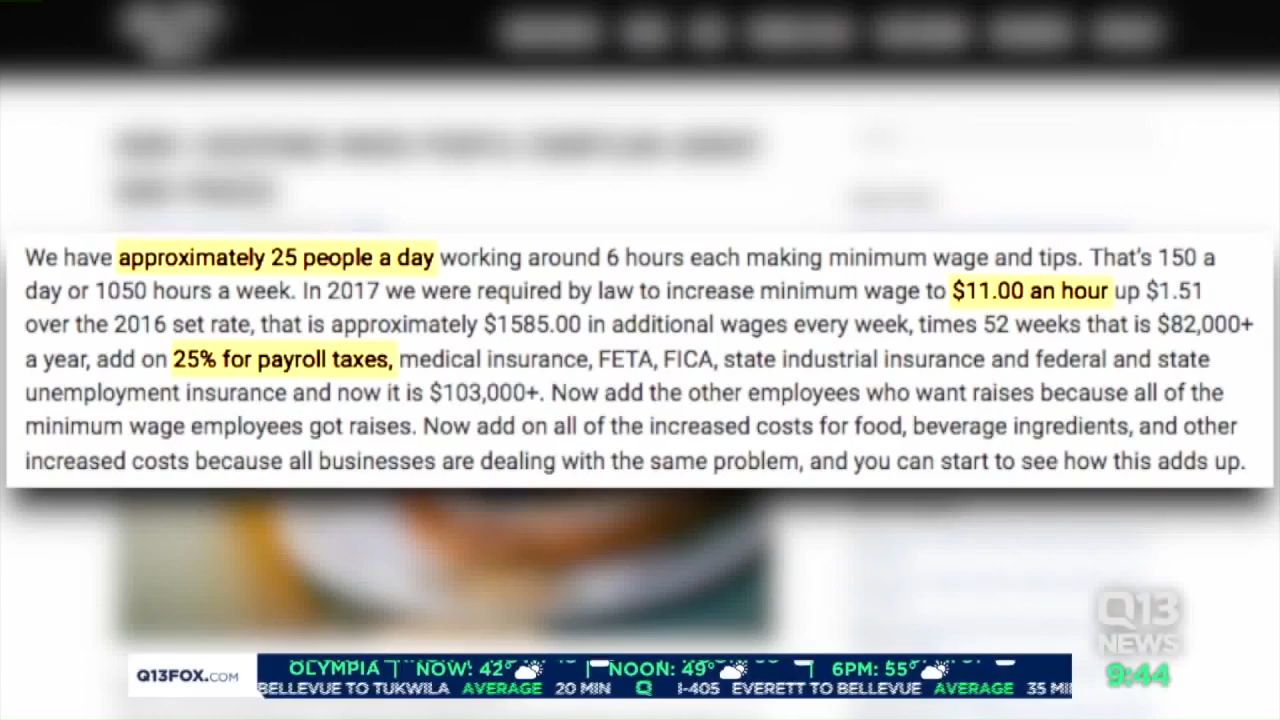 We have approximately 25 people a day working around 6 hours each making minimum wage and tips. That's 150 a
day or 1050 hours a week. In 2017 we were required by law to increase minimum wage to $11.00 an hour up $1.51
over the 2016 set rate, that is approximately $1585.00 in additional wages every week, times 52 weeks that is $82,000+
a year, add on 25% for payroll taxes, medical insurance, FETA, FICA, state industrial insurance and federal and state
unemployment insurance and now it is $103,000+. Now add the other employees who want raises because all of the
minimum wage employees got raises. Now add on all of the increased costs for food, beverage ingredients, and other
increased costs because all businesses are dealing with the same problem, and you can start to see how this adds up.
Q13
NEWS
9:44
Q13FOX.COM
OLYMPIA | NOW: 42° | NOON: 49° | 6PM: 55°
BELLEVUE TO TUKWILA AVERAGE 20 MIN Q I-405 EVERETT TO BELLEVUE AVERAGE 35 MI